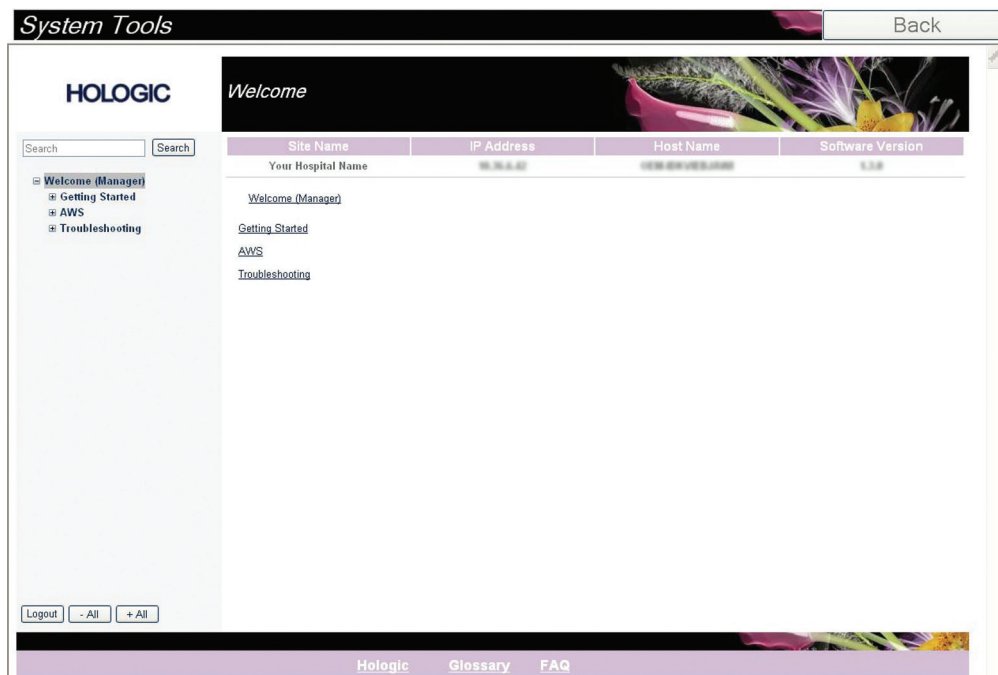 System Tools
Back
HOLOGIC
Welcome
Search
Search
Welcome (Manager)
Getting Started
AWS
Troubleshooting
Logout
- All
+ All
Site Name IP Address Host Name Software Version
Your Hospital Name
Welcome (Manager)
Getting Started
AWS
Troubleshooting
Hologic Glossary FAQ